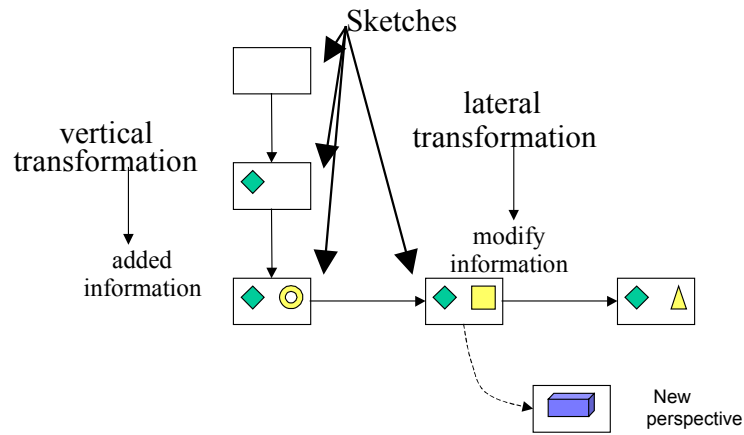 Sketches
vertical
transformation
lateral
transformation
added
information
modify
information
New
perspective